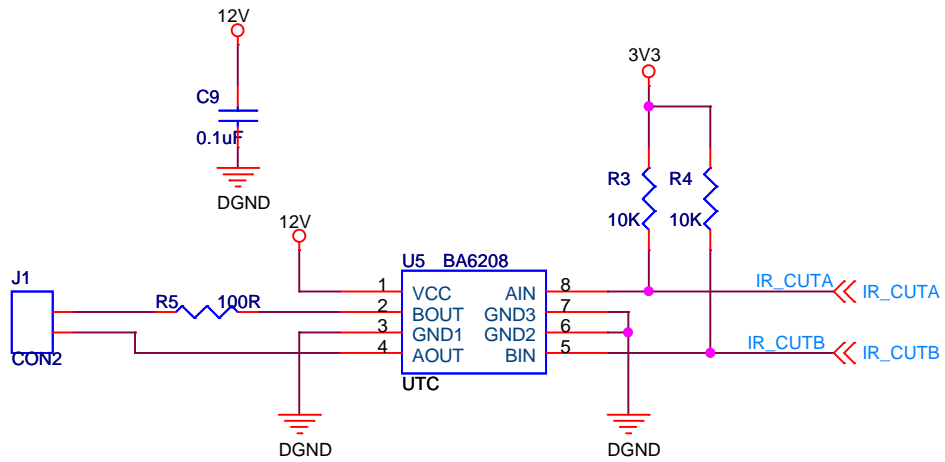 12V
C9
0.1uF
DGND
3V3
R3
R4
10K
10K
12V
U5 BA6208
J1
R5 100R
CON2
1 VCC AIN 8
2 BOUT GND3 7
3 GND1 GND2 6
4 AOUT BIN 5
UTC
IR_CUTA
IR_CUTA
IR_CUTB
IR_CUTB
DGND
DGND